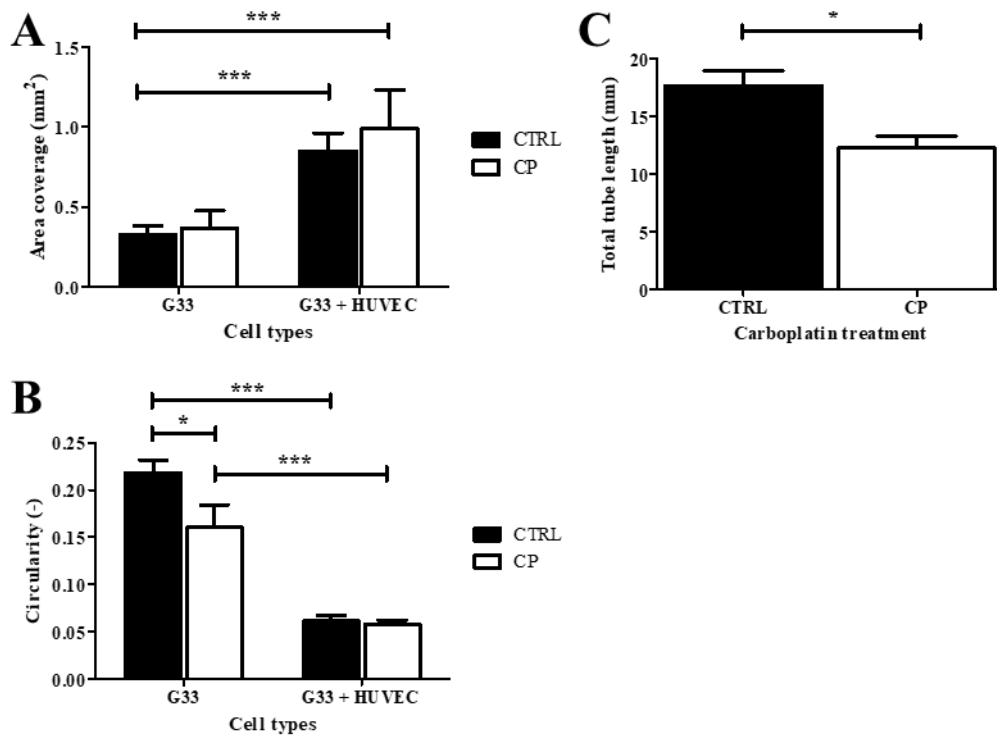 A
***
***
Area coverage (mm²)
1.5
1.0
0.5
0.0
G33
G33 + HUVEC
Cell types
CTRL
CP
B
***
*
***
Circularity (-)
0.25
0.20
0.15
0.10
0.05
0.00
G33
G33 + HUVEC
Cell types
CTRL
CP
C
*
Total tube length (mm)
20
15
10
5
0
CTRL
CP
Carboplatin treatment